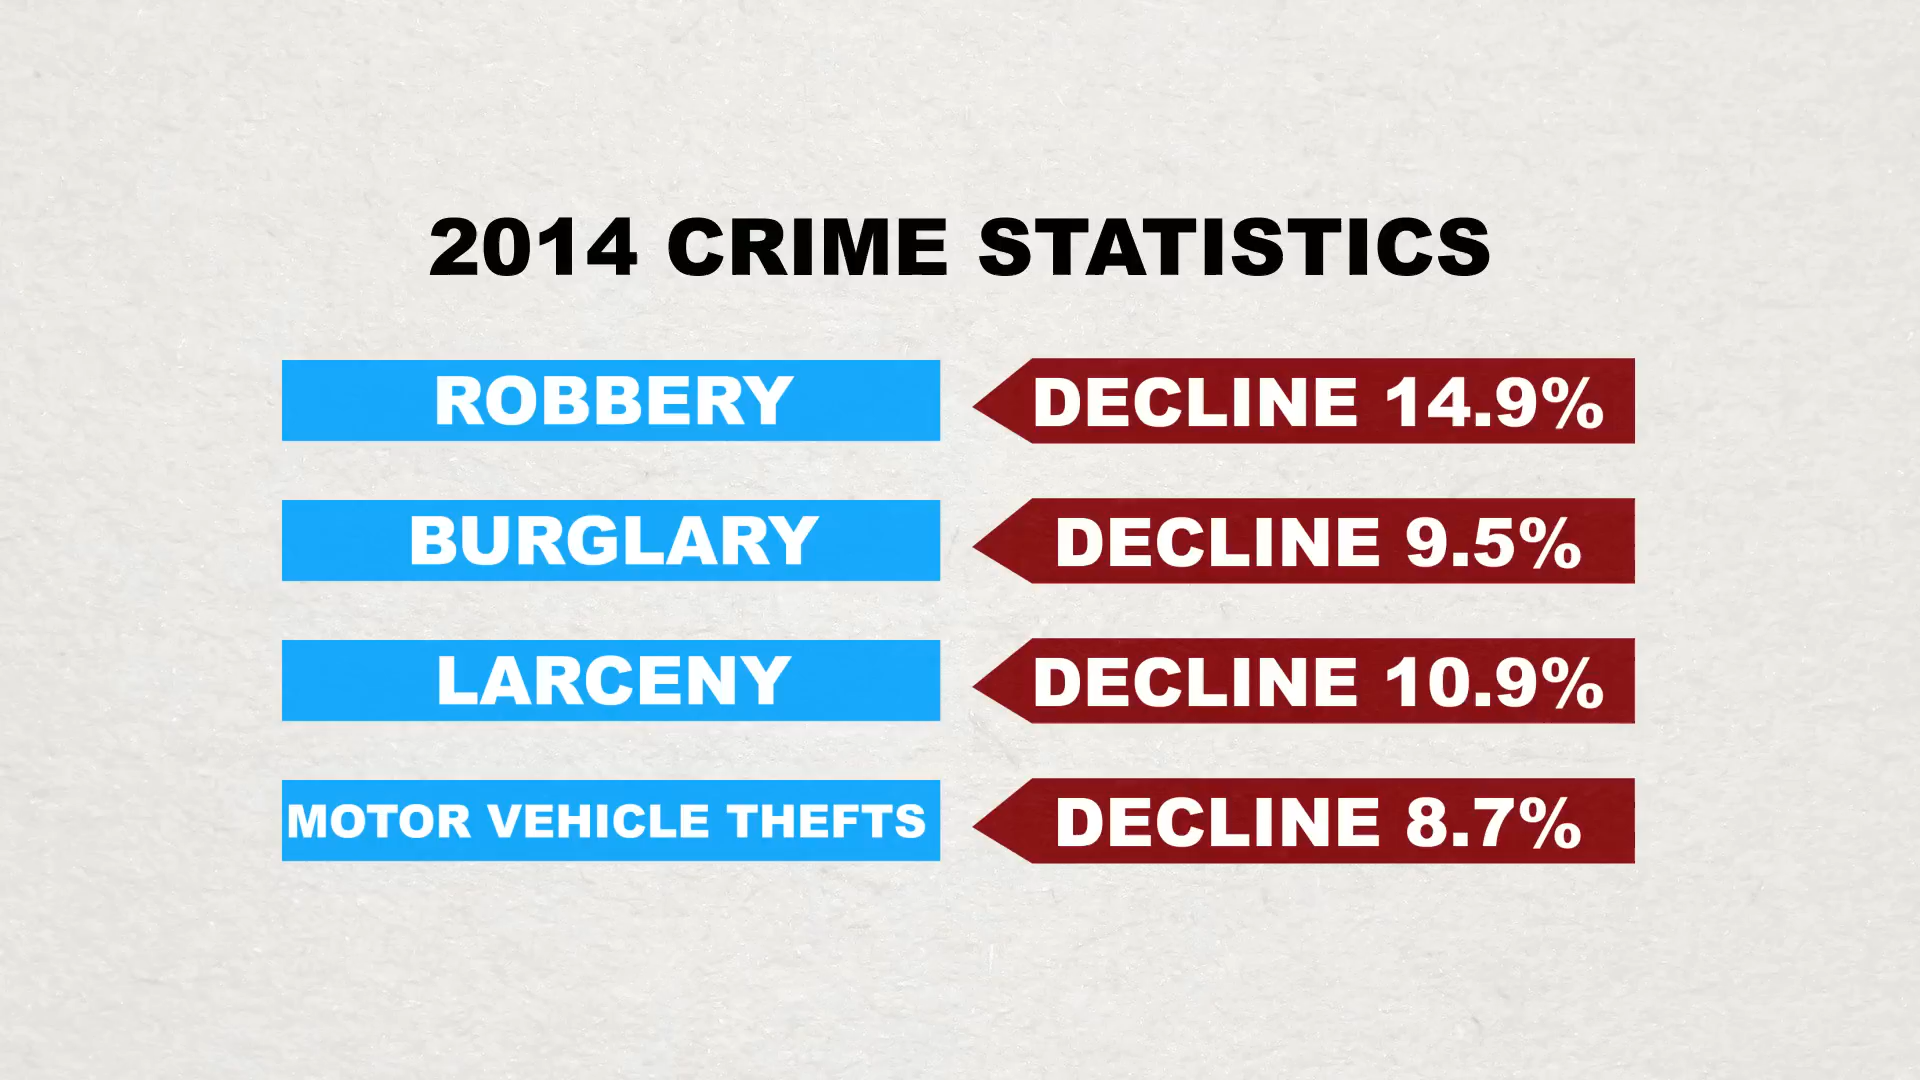 2014 CRIME STATISTICS
ROBBERY
DECLINE 14.9%
BURGLARY
DECLINE 9.5%
LARCENY
DECLINE 10.9%
MOTOR VEHICLE THEFTS
DECLINE 8.7%